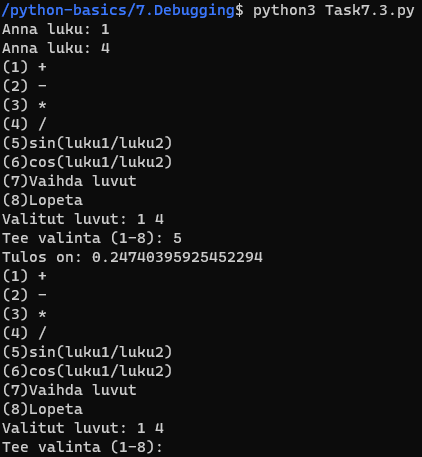 /python-basics/7.Debugging$ python3 Task7.3.py
Anna luku: 1
Anna luku: 4
(1) +
(2) -
(3) *
(4) /
(5)sin(luku1/luku2)
(6)cos(luku1/luku2)
(7)Vaihda luvut
(8)Lopeta
Valitut luvut: 1 4
Tee valinta (1-8): 5
Tulos on: 0.24740395925452294
(1) +
(2) -
(3) *
(4) /
(5)sin(luku1/luku2)
(6)cos(luku1/luku2)
(7)Vaihda luvut
(8)Lopeta
Valitut luvut: 1 4
Tee valinta (1-8):